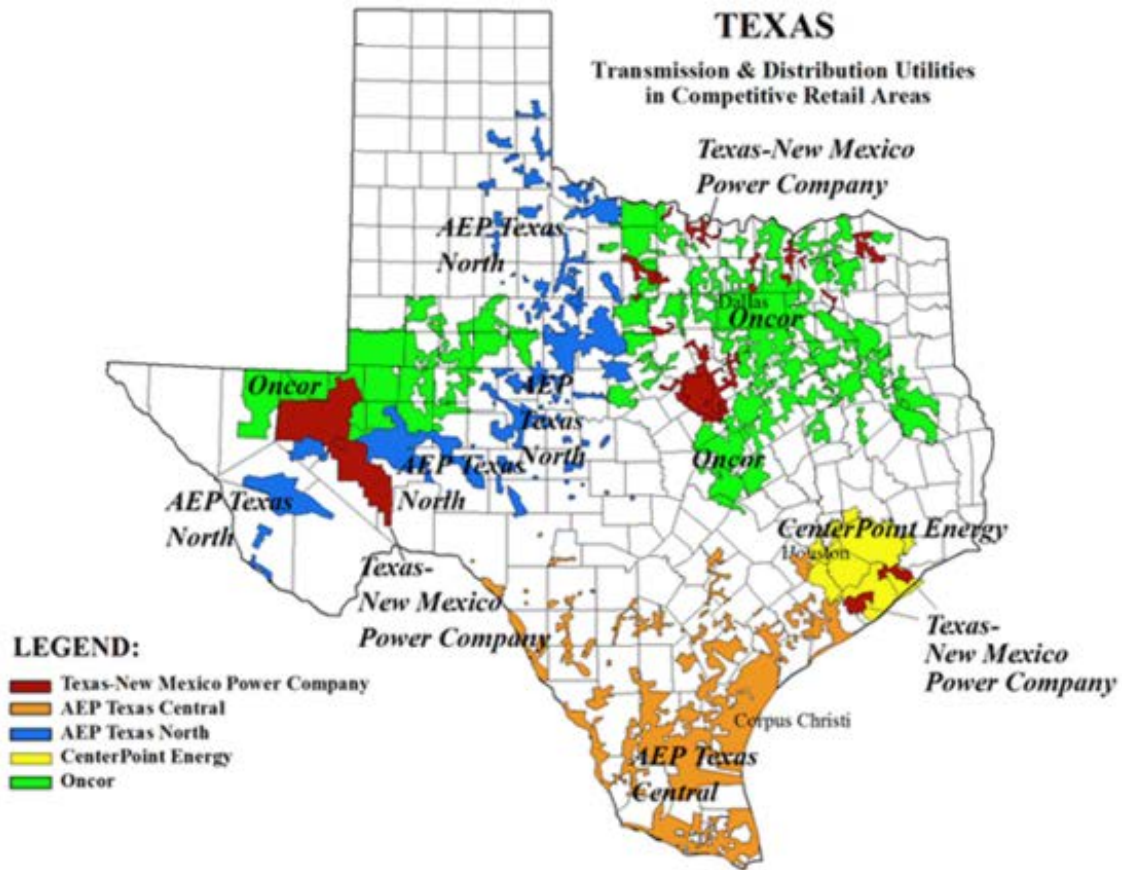 TEXAS
Transmission & Distribution Utilities
in Competitive Retail Areas
Texas-New Mexico
Power Company
AEP Texas
North
Dallas
Oncor
Oncor
AEP
Texas
North
Oncor
AEP Texas
North
AEP Texas
North
CenterPoint Energy
Houston
Texas-
New Mexico
Power Company
Texas-
New Mexico
Power Company
Corpus Christi
AEP Texas
Central
LEGEND:
Texas-New Mexico Power Company
AEP Texas Central
AEP Texas North
CenterPoint Energy
Oncor